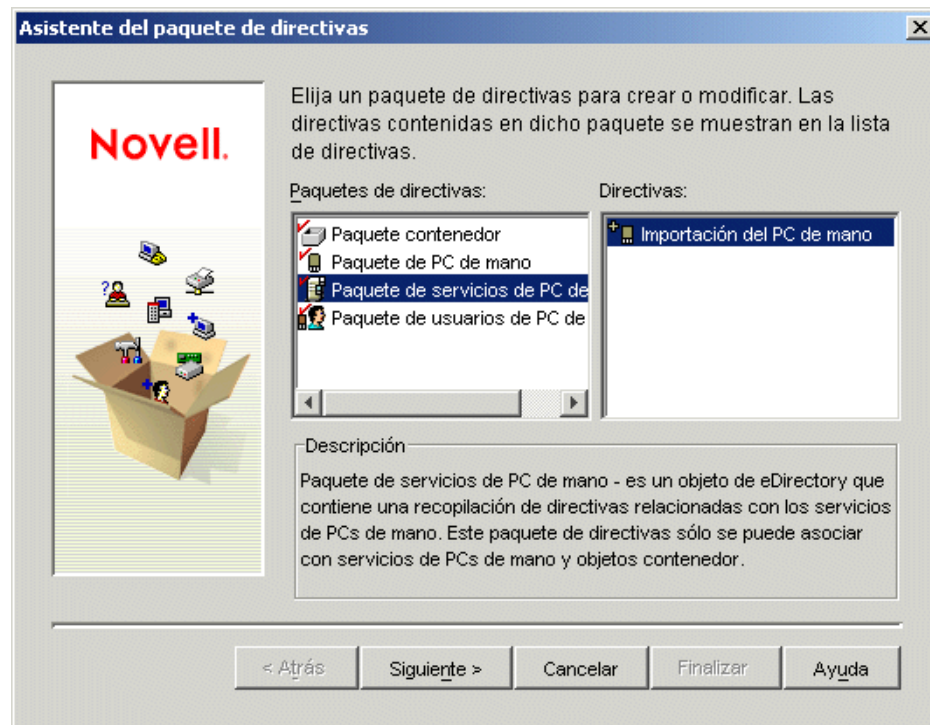 Asistente del paquete de directivas
Novell.
Elija un paquete de directivas para crear o modificar. Las
directivas contenidas en dicho paquete se muestran en la lista
de directivas.
Paquetes de directivas:
Directivas:
Paquete contenedor
Paquete de PC de mano
Paquete de servicios de PC de
Paquete de usuarios de PC de
Importación del PC de mano
Descripción
Paquete de servicios de PC de mano - es un objeto de eDirectory que
contiene una recopilación de directivas relacionadas con los servicios
de PCs de mano. Este paquete de directivas sólo se puede asociar
con servicios de PCs de mano y objetos contenedor.
< Atrás
Siguiente >
Cancelar
Finalizar
Ayuda